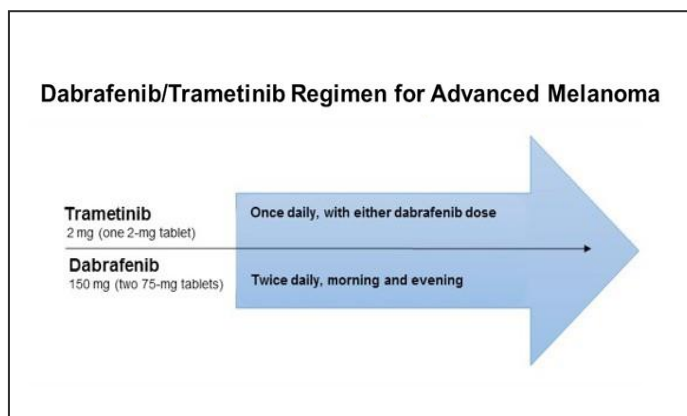 Dabrafenib/Trametinib Regimen for Advanced Melanoma
Trametinib
2 mg (one 2-mg tablet)
Once daily, with either dabrafenib dose
Dabrafenib
150 mg (two 75-mg tablets)
Twice daily, morning and evening